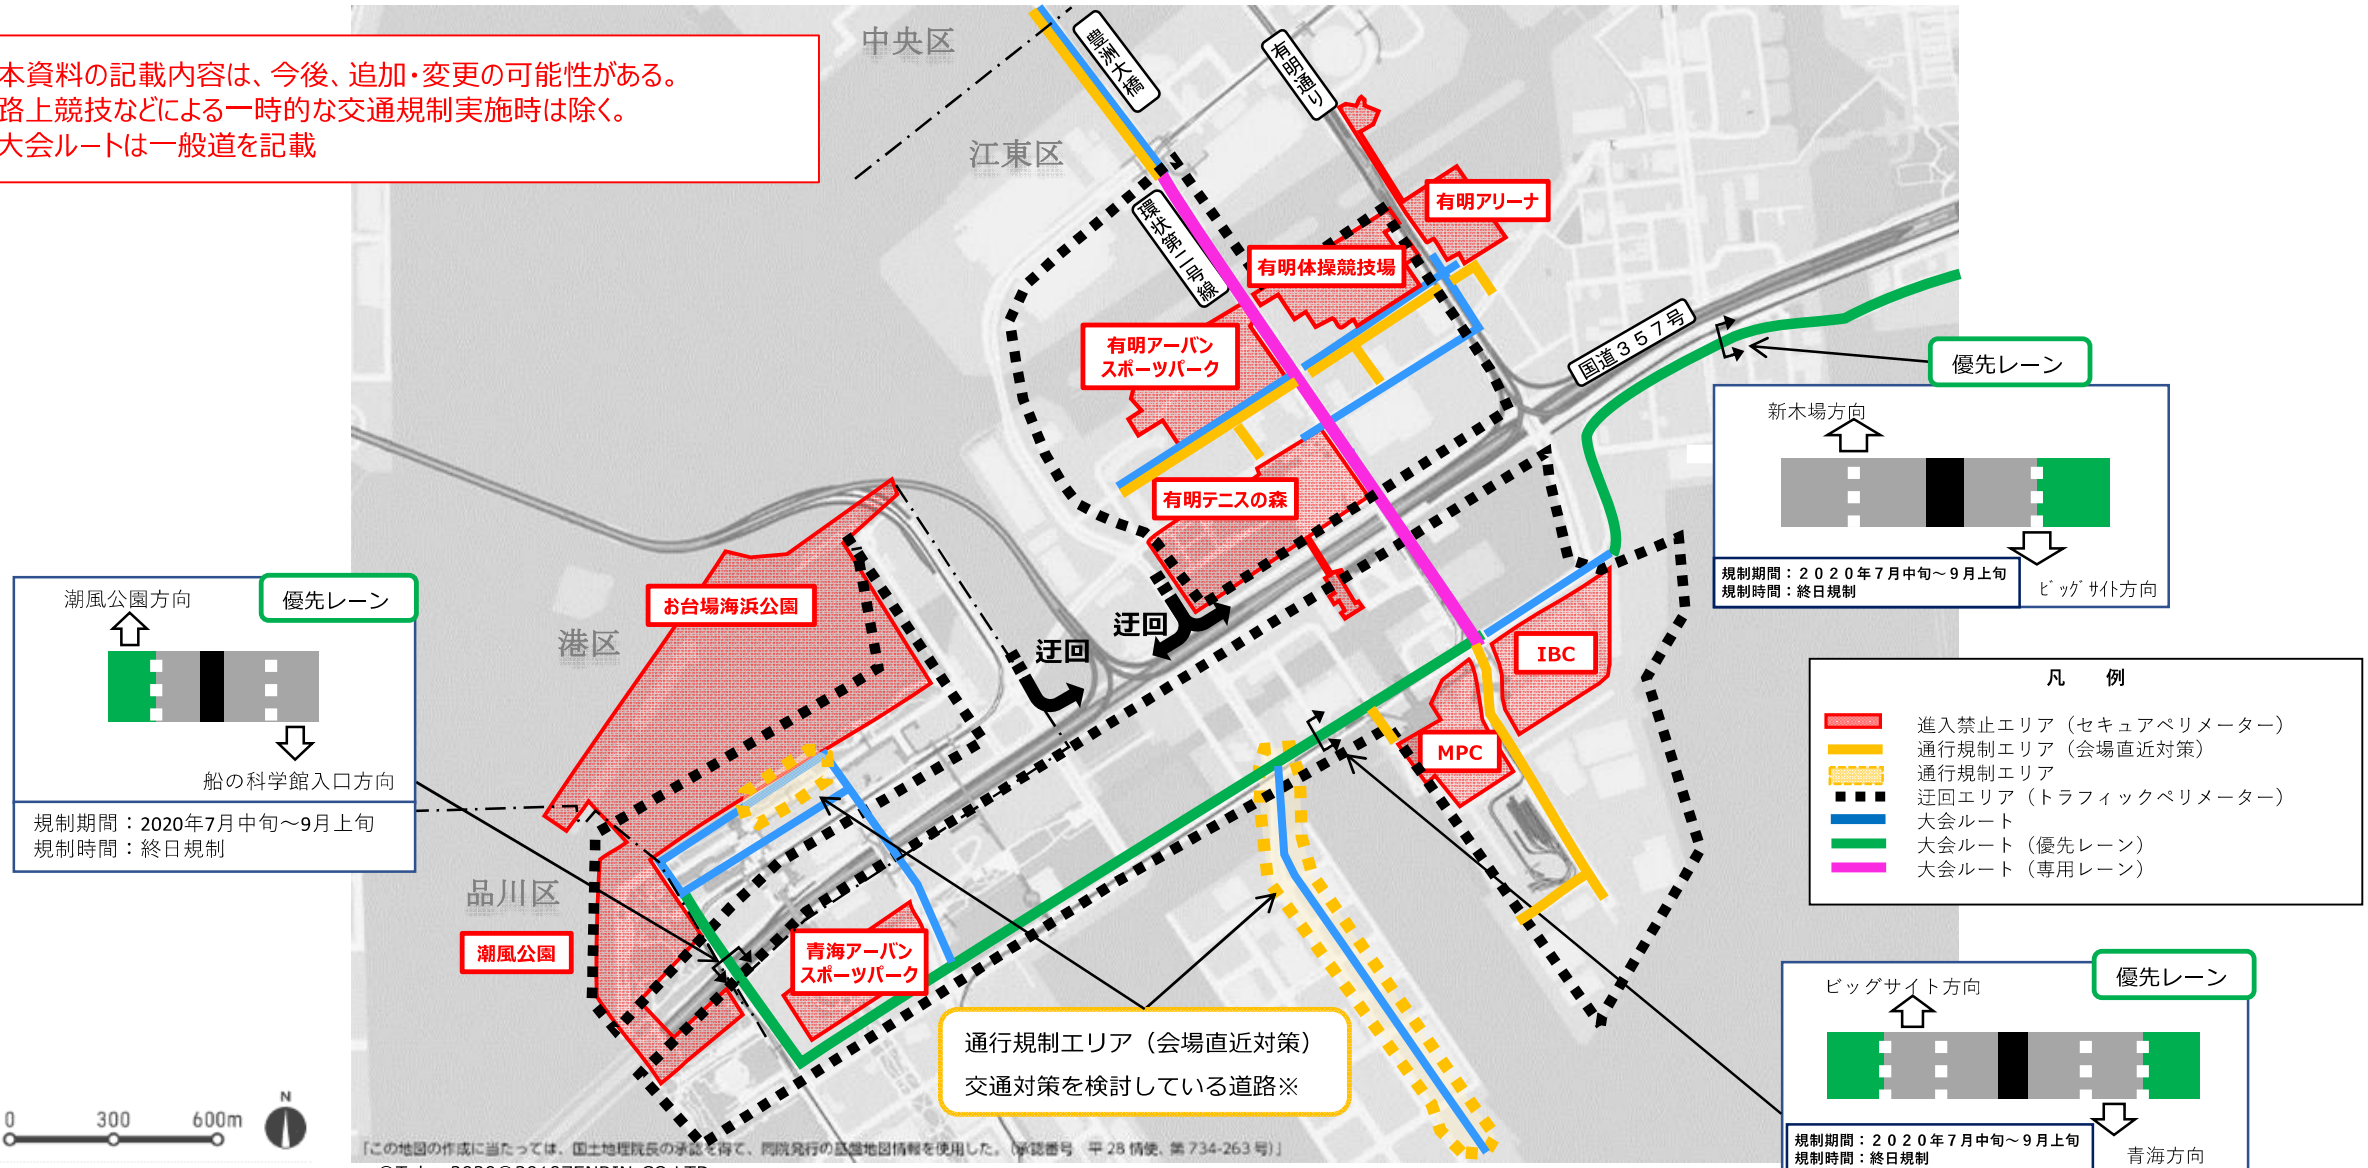 本資料の記載内容は、今後、追加・変更の可能性がある。
路上競技などによる一時的な交通規制実施時は除く。
大会ルートは一般道を記載
中央区
豊洲大橋
有明通り
江東区
環状第二号線
有明アリーナ
有明体操競技場
有明アーバン
スポーツパーク
国道３５７号
有明テニスの森
優先レーン
新木場方向
規制期間：２０２０年７月中旬～９月上旬
規制時間：終日規制
ﾋﾞｯｸﾞｻｲﾄ方向
お台場海浜公園
港区
迂回
迂回
IBC
MPC
優先レーン
潮風公園方向
船の科学館入口方向
規制期間：2020年7月中旬～9月上旬
規制時間：終日規制
凡　例
進入禁止エリア（セキュアペリメーター）
通行規制エリア（会場直近対策）
通行規制エリア
迂回エリア（トラフィックペリメーター）
大会ルート
大会ルート（優先レーン）
大会ルート（専用レーン）
品川区
潮風公園
青海アーバン
スポーツパーク
通行規制エリア（会場直近対策）
交通対策を検討している道路※
優先レーン
ビッグサイト方向
規制期間：２０２０年７月中旬～９月上旬
規制時間：終日規制
青海方向
0 300 600m
N
「この地図の作成に当たっては、国土地理院長の承認を得て、同院発行の基盤地図情報を使用した。（承認番号　平 28 情使、第 734-263 号）」